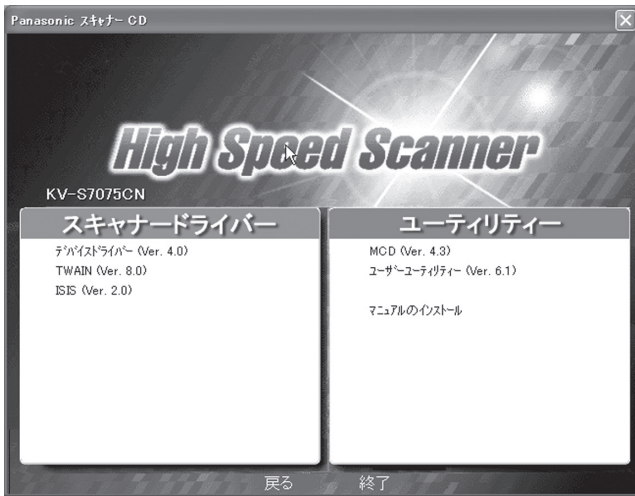 Panasonic ｽｷｬﾅｰ CD
High Speed Scanner
KV-S7075CN
スキャナードライバー
ﾃﾞﾊﾞｲｽﾄﾞﾗｲﾊﾞｰ (Ver. 4.0)
TWAIN (Ver. 8.0)
ISIS (Ver. 2.0)
ユーティリティー
MCD (Ver. 4.3)
ﾕｰｻﾞｰﾕｰﾃｨﾘﾃｨｰ (Ver. 6.1)
ﾏﾆｭｱﾙのｲﾝｽﾄｰﾙ
戻る 終了